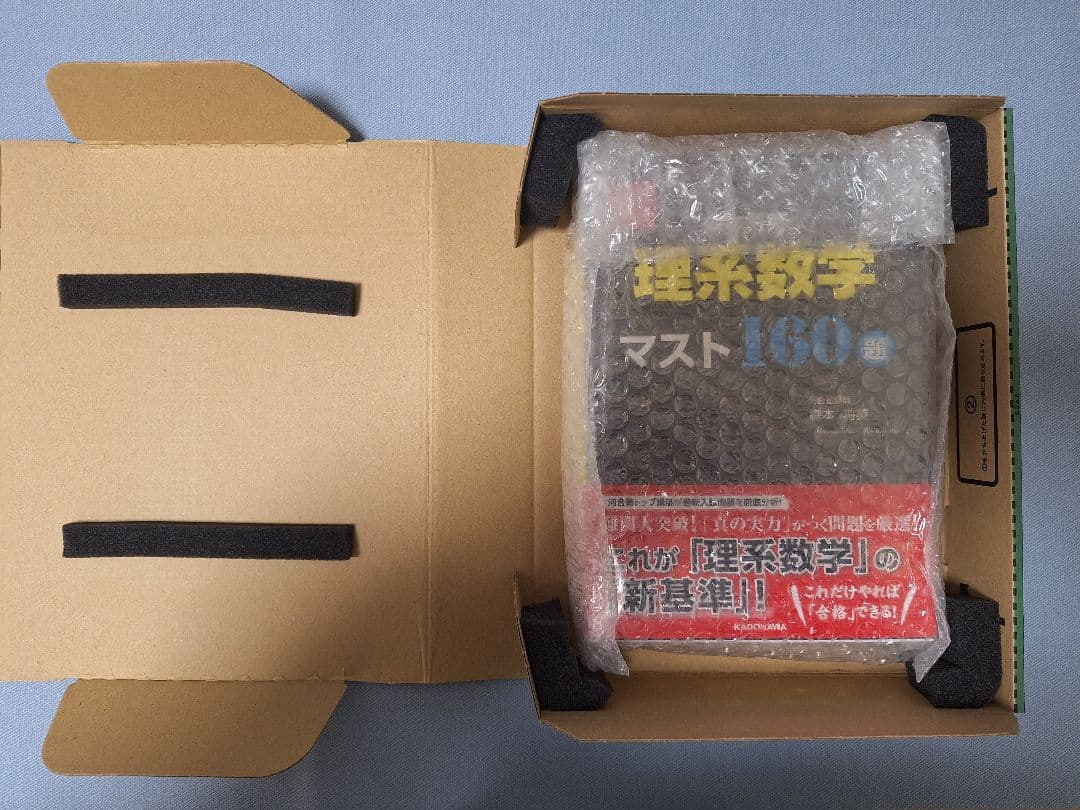 理系数学
マスト160題
河合塾トップ講師が最新入試問題を徹底分析!
難関大突破!「真の実力」がつく問題を厳選!
これが「理系数学」の
「新基準」!
これだけやれば
「合格」できる!
KADOKAWA
②